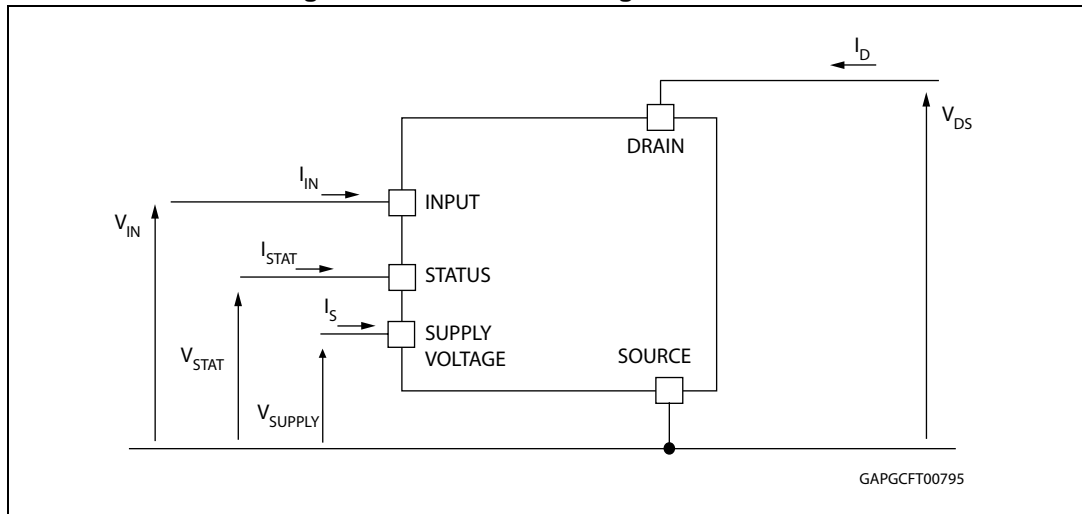 I_D
DRAIN
V_DS
I_IN
INPUT
V_IN
I_STAT
STATUS
I_S
SUPPLY
VOLTAGE
SOURCE
V_STAT
V_SUPPLY
GAPGCFT00795